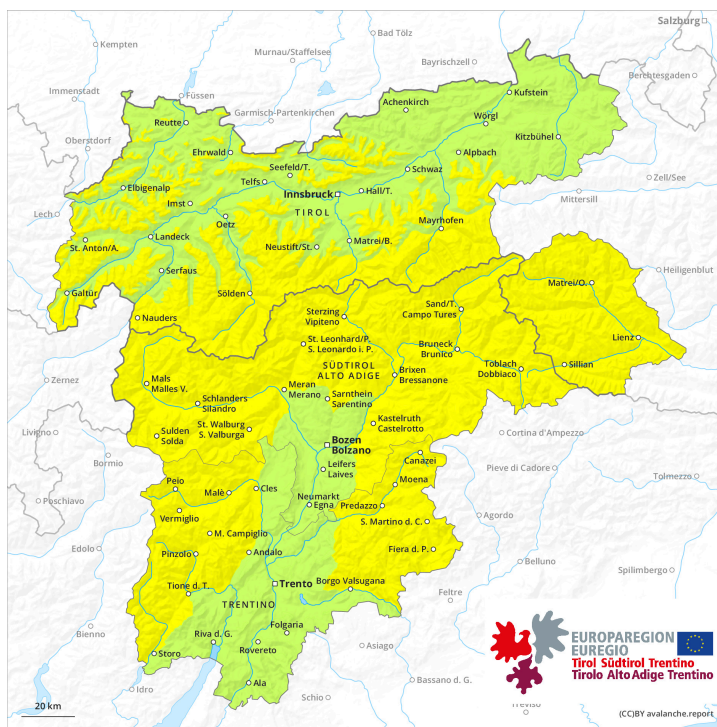 Salzburg
Kempten
Bad Tölz
Murnau/Staffelsee
Bayrischzell
Berchtesgaden
Immenstadt
Füssen
Garmisch-Partenkirchen
Achenkirch
Kufstein
Reutte
Wörgl
Oberstdorf
Ehrwald
Kitzbühel
Seefeld/T.
Alpbach
Schwaz
Zell/See
Elbigenalp
Telfs
Innsbruck
Hall/T.
Mittersill
Lech
Imst
TIROL
Oetz
Mayrhofen
St. Anton/A.
Landeck
Neustift/St.
Matrei/B.
Serfaus
Heiligenblut
Galtür
Sölden
Matrei/O.
Nauders
Sterzing
Vipiteno
Sand/T.
Campo Tures
Lienz
St. Leonhard/P.
S. Leonardo i. P.
Bruneck
Brunico
SÜDTIROL
ALTO ADIGE
Brixen
Bressanone
Toblach
Dobbiaco
Sillian
Zernez
Mals
Malles V.
Meran
Merano
Sarnthein
Sarentino
Schlanders
Silandro
St. Walburg
S. Valburga
Kastelruth
Castelrotto
Livigno
Sulden
Solda
Bozen
Bolzano
Cortina d'Ampezzo
Bormio
Leifers
Laives
Canazei
Pieve di Cadore
Tolmezzo
Poschiavo
Peio
Malè
Cles
Neumarkt
Egna
Moena
Predazzo
Vermiglio
S. Martino d. C.
Agordo
M. Campiglio
Edolo
Pinzolo
Andalo
Fiera d. P.
Belluno
Spilimbergo
Tione d. T.
Trento
Borgo Valsugana
Feltre
TRENTINO
Bienno
Folgaria
Riva d. G.
Rovereto
Asiago
Storo
Bassano d. G.
Idro
Ala
Schio
Treviso
EUROPAREGION
EUREGIO
Tirol Südtirol Trentino
Tirolo Alto Adige Trentino
20 km
(CC)BY avalanche.report